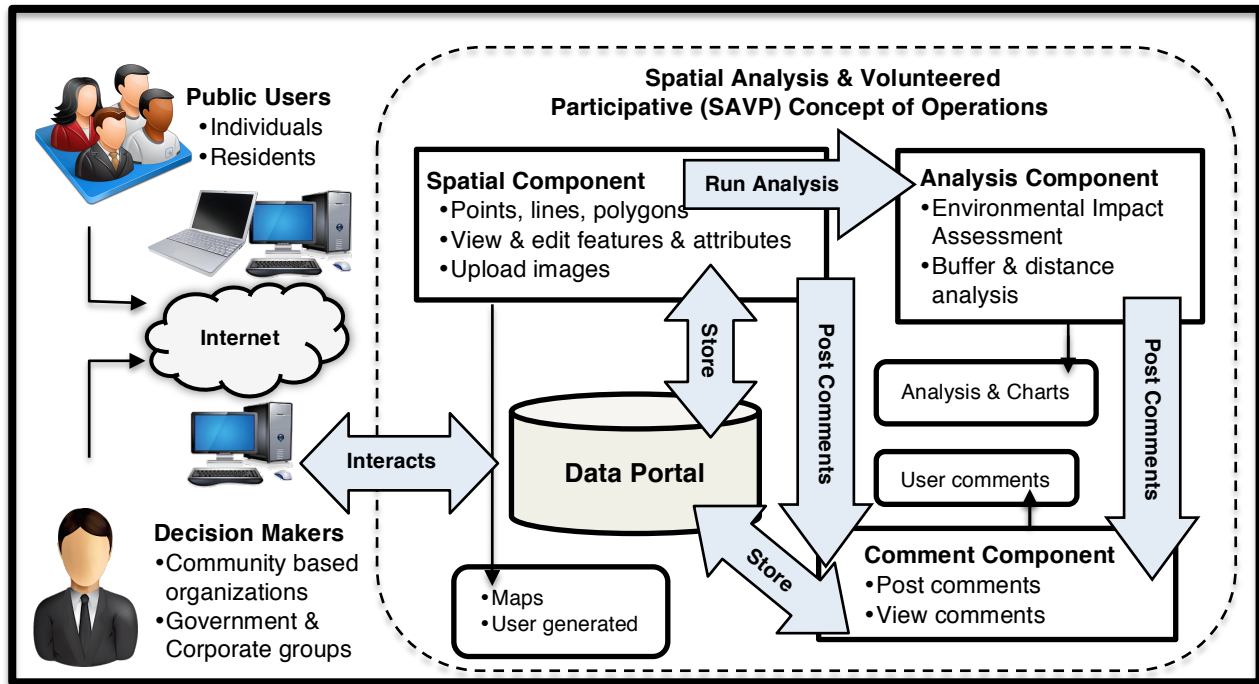 Spatial Analysis & Volunteered
Participative (SAVP) Concept of Operations
Public Users
•Individuals
•Residents
Internet
Interacts
Decision Makers
•Community based
organizations
•Government &
Corporate groups
Spatial Component
•Points, lines, polygons
•View & edit features & attributes
•Upload images
Run Analysis
Analysis Component
•Environmental Impact
Assessment
•Buffer & distance
analysis
Store
Post Comments
Post Comments
Analysis & Charts
User comments
Data Portal
Store
•Maps
•User generated
Comment Component
•Post comments
•View comments